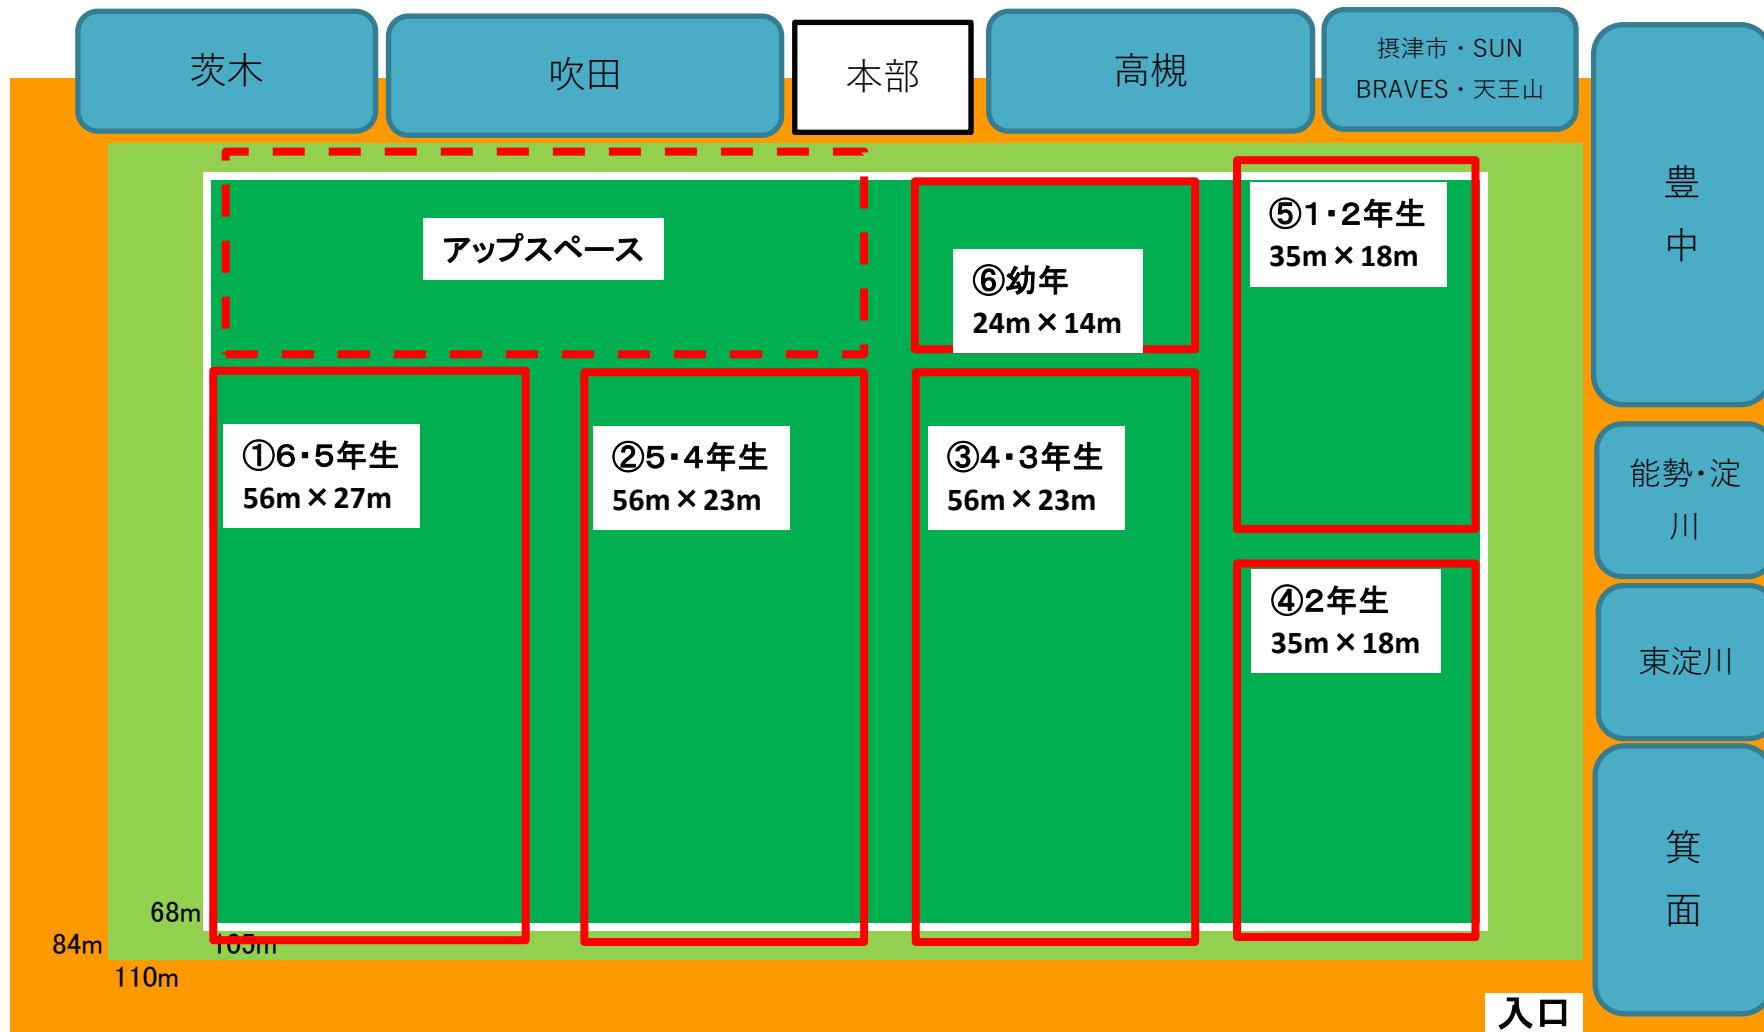 茨木
吹田
本部
高槻
摂津市・SUN
BRAVES・天王山
豊
中
アップスペース
⑥幼年
24m×14m
⑤1・2年生
35m×18m
①6・5年生
56m×27m
②5・4年生
56m×23m
③4・3年生
56m×23m
④2年生
35m×18m
能勢・淀
川
東淀川
箕
面
68m
84m
105m
110m
入口